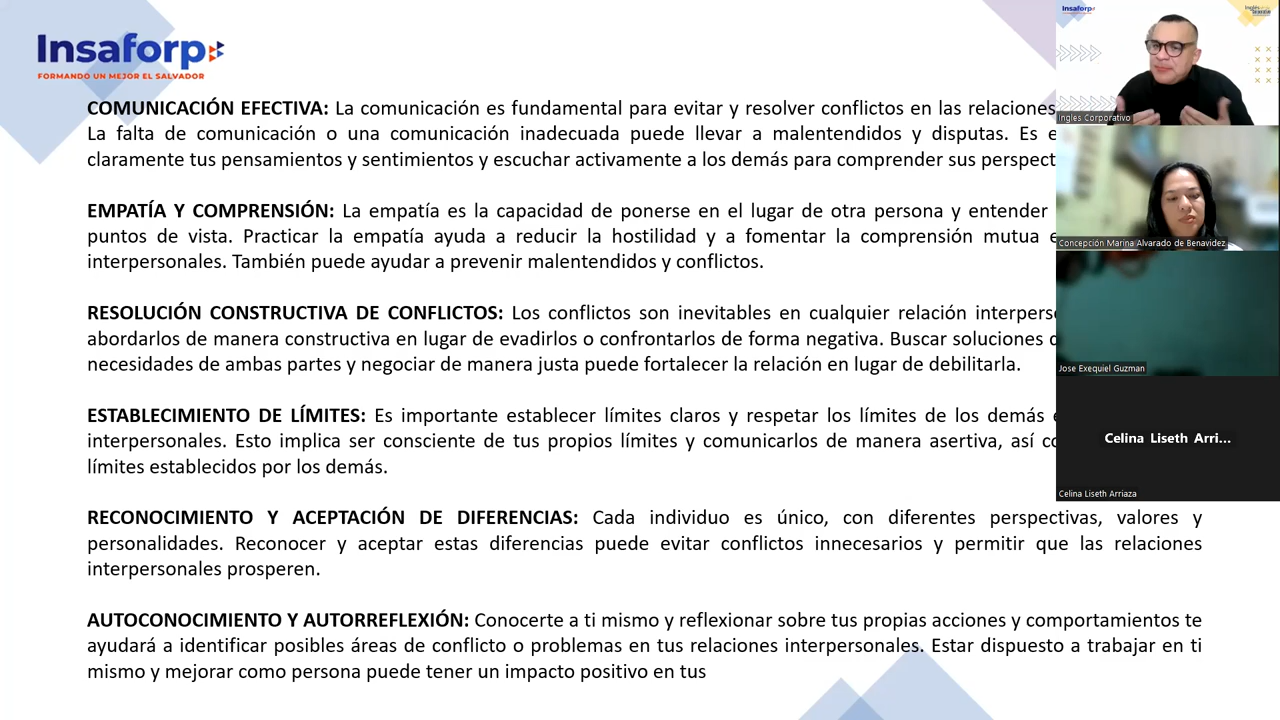 Insaforp
FORMANDO UN MEJOR EL SALVADOR
COMUNICACIÓN EFECTIVA: La comunicación es fundamental para evitar y resolver conflictos en las relaciones
La falta de comunicación o una comunicación inadecuada puede llevar a malentendidos y disputas. Es
claramente tus pensamientos y sentimientos y escuchar activamente a los demás para comprender sus
EMPATÍA Y COMPRENSIÓN: La empatía es la capacidad de ponerse en el lugar de otra persona y entender
puntos de vista. Practicar la empatía ayuda a reducir la hostilidad y a fomentar la comprensión mutua
interpersonales. También puede ayudar a prevenir malentendidos y conflictos.
RESOLUCIÓN CONSTRUCTIVA DE CONFLICTOS: Los conflictos son inevitables en cualquier relación
abordarlos de manera constructiva en lugar de evadirlos o confrontarlos de forma negativa. Buscar soluciones
necesidades de ambas partes y negociar de manera justa puede fortalecer la relación en lugar de debilitarla.
ESTABLECIMIENTO DE LÍMITES: Es importante establecer límites claros y respetar los límites de los demás
interpersonales. Esto implica ser consciente de tus propios límites y comunicarlos de manera asertiva, así
límites establecidos por los demás.
RECONOCIMIENTO Y ACEPTACIÓN DE DIFERENCIAS: Cada individuo es único, con diferentes perspectivas, valores y
personalidades. Reconocer y aceptar estas diferencias puede evitar conflictos innecesarios y permitir que las relaciones
interpersonales prosperen.
AUTOCONOCIMIENTO Y AUTORREFLEXIÓN: Conocerte a ti mismo y reflexionar sobre tus propias acciones y comportamientos te
ayudará a identificar posibles áreas de conflicto o problemas en tus relaciones interpersonales. Estar dispuesto a trabajar en ti
mismo y mejorar como persona puede tener un impacto positivo en tus
Insaforp
Ingles Corporativo
Concepción Marina Alvarado de Benavidez
Jose Exequiel Guzman
Celina Liseth Arri...
Celina Liseth Arriaza